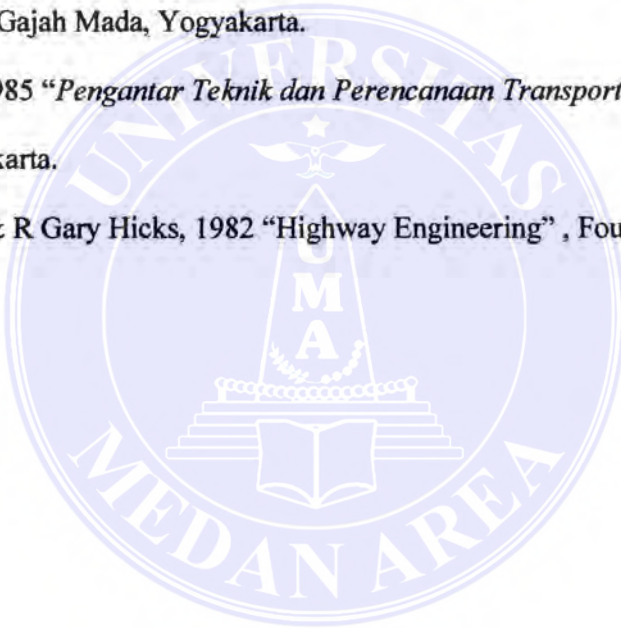 Gajah Mada, Yogyakarta.
985 “Pengantar Teknik dan Perencanaan Transport
karta.
R Gary Hicks, 1982 “Highway Engineering” , Fou
UNIVERSITAS
UMA
MEDAN AREA